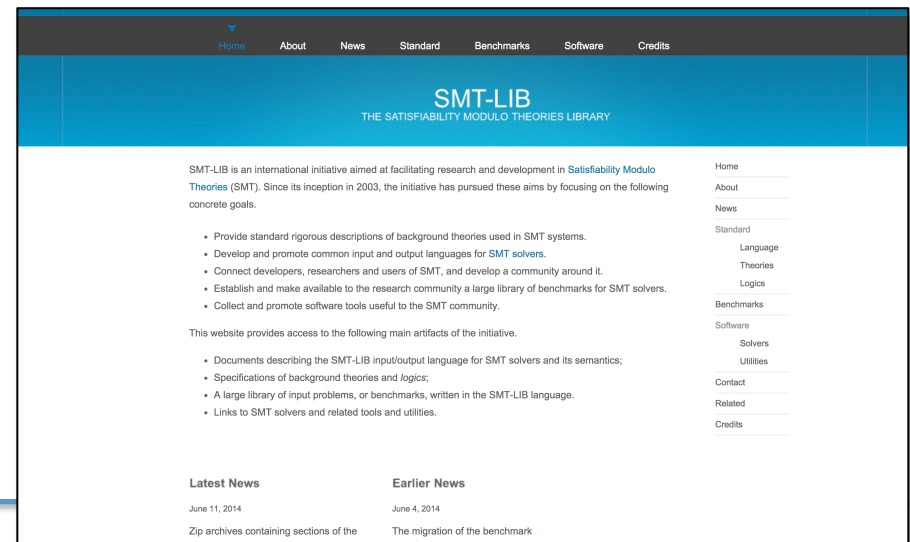 Home About News Standard Benchmarks Software Credits
SMT-LIB
THE SATISFIABILITY MODULO THEORIES LIBRARY
SMT-LIB is an international initiative aimed at facilitating research and development in Satisfiability Modulo
Theories (SMT). Since its inception in 2003, the initiative has pursued these aims by focusing on the following
concrete goals.
• Provide standard rigorous descriptions of background theories used in SMT systems.
• Develop and promote common input and output languages for SMT solvers.
• Connect developers, researchers and users of SMT, and develop a community around it.
• Establish and make available to the research community a large library of benchmarks for SMT solvers.
• Collect and promote software tools useful to the SMT community.
This website provides access to the following main artifacts of the initiative.
• Documents describing the SMT-LIB input/output language for SMT solvers and its semantics;
• Specifications of background theories and logics;
• A large library of input problems, or benchmarks, written in the SMT-LIB language.
• Links to SMT solvers and related tools and utilities.
Home
About
News
Standard
Language
Theories
Logics
Benchmarks
Software
Solvers
Utilities
Contact
Related
Credits
Latest News
June 11, 2014
Zip archives containing sections of the
Earlier News
June 4, 2014
The migration of the benchmark